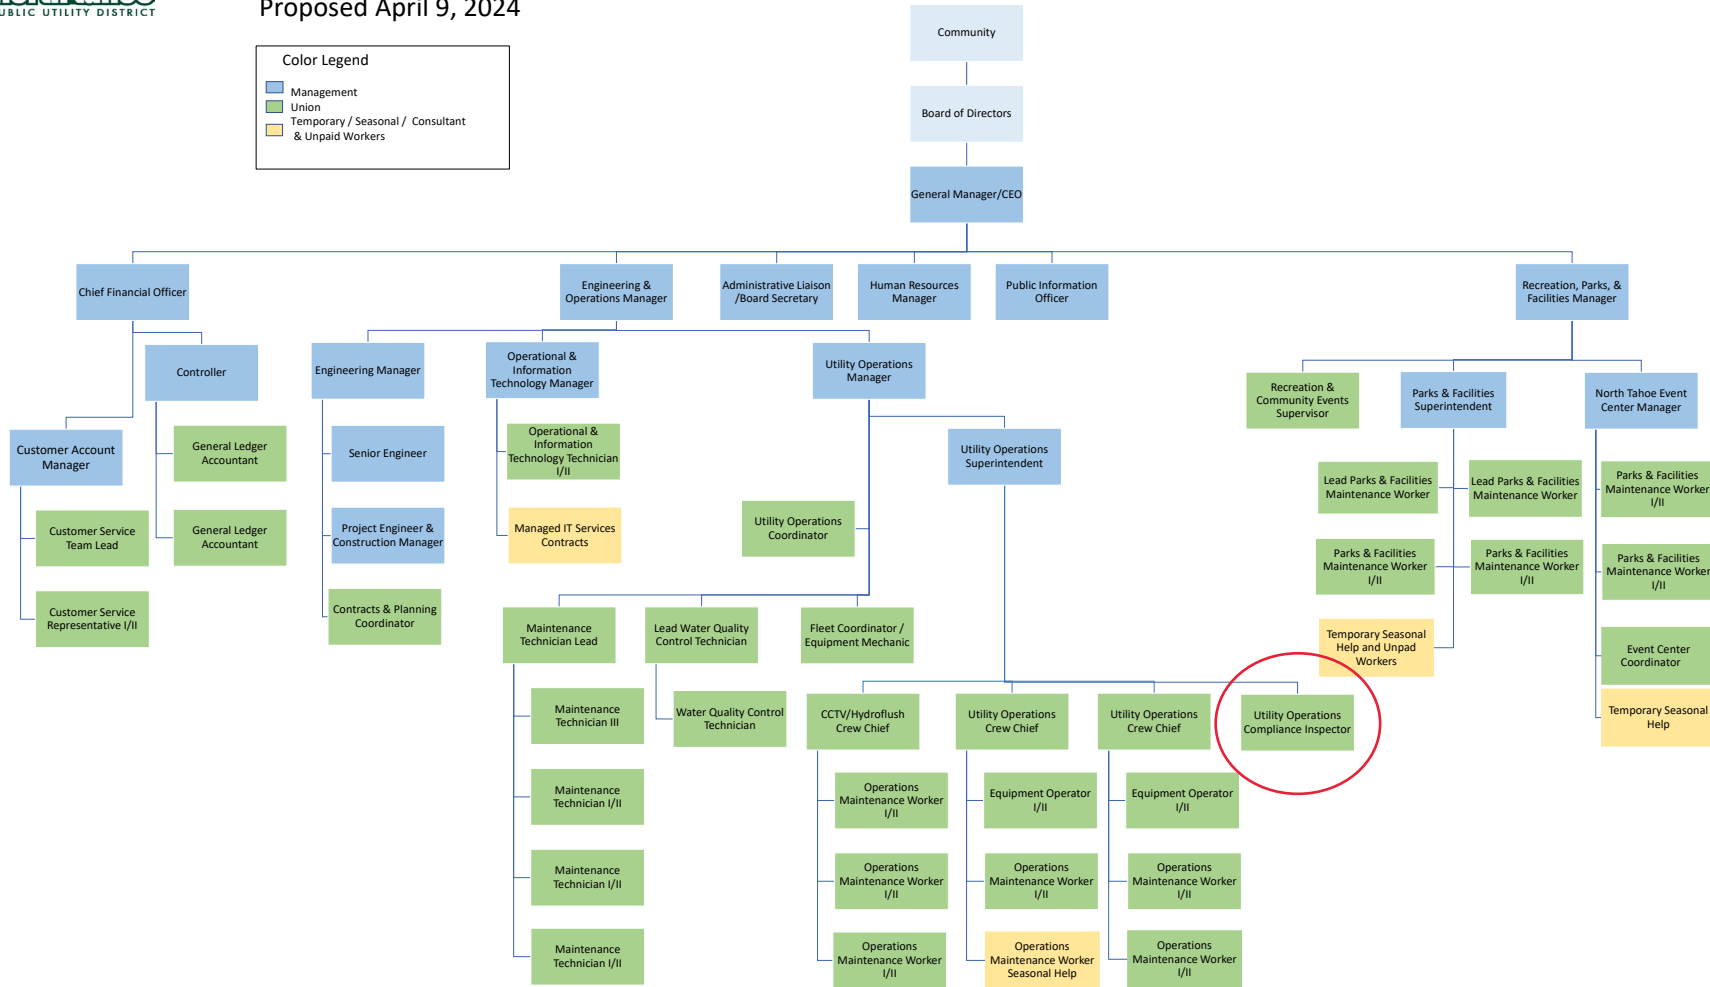 PUBLIC UTILITY DISTRICT
Proposed April 9, 2024
Color Legend
Management
Union
Temporary / Seasonal / Consultant
& Unpaid Workers
Community
Board of Directors
General Manager/CEO
Chief Financial Officer
Engineering &
Operations Manager
Administrative Liaison
/Board Secretary
Human Resources
Manager
Public Information
Officer
Recreation, Parks, &
Facilities Manager
Controller
Engineering Manager
Operational &
Information
Technology Manager
Utility Operations
Manager
Recreation &
Community Events
Supervisor
Parks & Facilities
Superintendent
North Tahoe Event
Center Manager
Customer Account
Manager
General Ledger
Accountant
Senior Engineer
Operational &
Information
Technology Technician
I/II
Utility Operations
Superintendent
Lead Parks & Facilities
Maintenance Worker
Lead Parks & Facilities
Maintenance Worker
Parks & Facilities
Maintenance Worker
I/II
Customer Service
Team Lead
General Ledger
Accountant
Project Engineer &
Construction Manager
Managed IT Services
Contracts
Utility Operations
Coordinator
Parks & Facilities
Maintenance Worker
I/II
Parks & Facilities
Maintenance Worker
I/II
Parks & Facilities
Maintenance Worker
I/II
Customer Service
Representative I/II
Contracts & Planning
Coordinator
Maintenance
Technician Lead
Lead Water Quality
Control Technician
Fleet Coordinator /
Equipment Mechanic
Temporary Seasonal
Help and Unpad
Workers
Event Center
Coordinator
Maintenance
Technician III
Water Quality Control
Technician
CCTV/Hydroflush
Crew Chief
Utility Operations
Crew Chief
Utility Operations
Crew Chief
Utility Operations
Compliance Inspector
Temporary Seasonal
Help
Maintenance
Technician I/II
Operations
Maintenance Worker
I/II
Equipment Operator
I/II
Equipment Operator
I/II
Maintenance
Technician I/II
Operations
Maintenance Worker
I/II
Operations
Maintenance Worker
I/II
Operations
Maintenance Worker
I/II
Maintenance
Technician I/II
Operations
Maintenance Worker
I/II
Operations
Maintenance Worker
Seasonal Help
Operations
Maintenance Worker
I/II